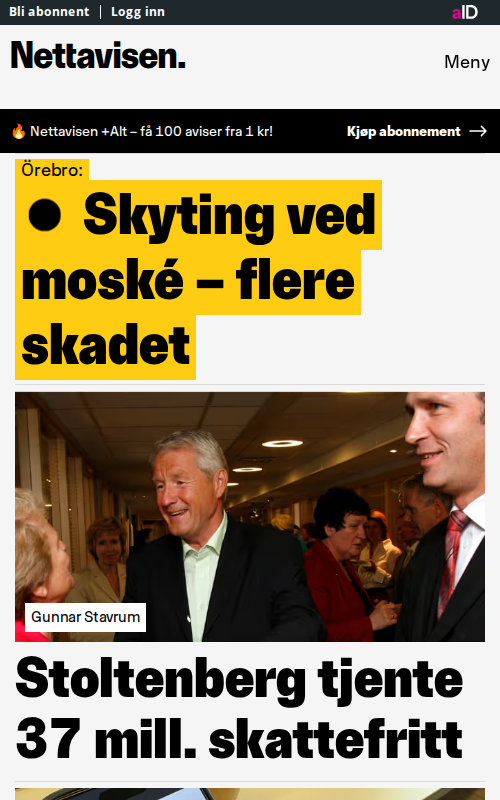 Bli abonnent | Logg inn
aID
Nettavisen.
Meny
🔥 Nettavisen +Alt – få 100 aviser fra 1 kr!
Kjøp abonnement →
Örebro:
● Skyting ved
moské – flere
skadet
Gunnar Stavrum
Stoltenberg tjente
37 mill. skattefritt